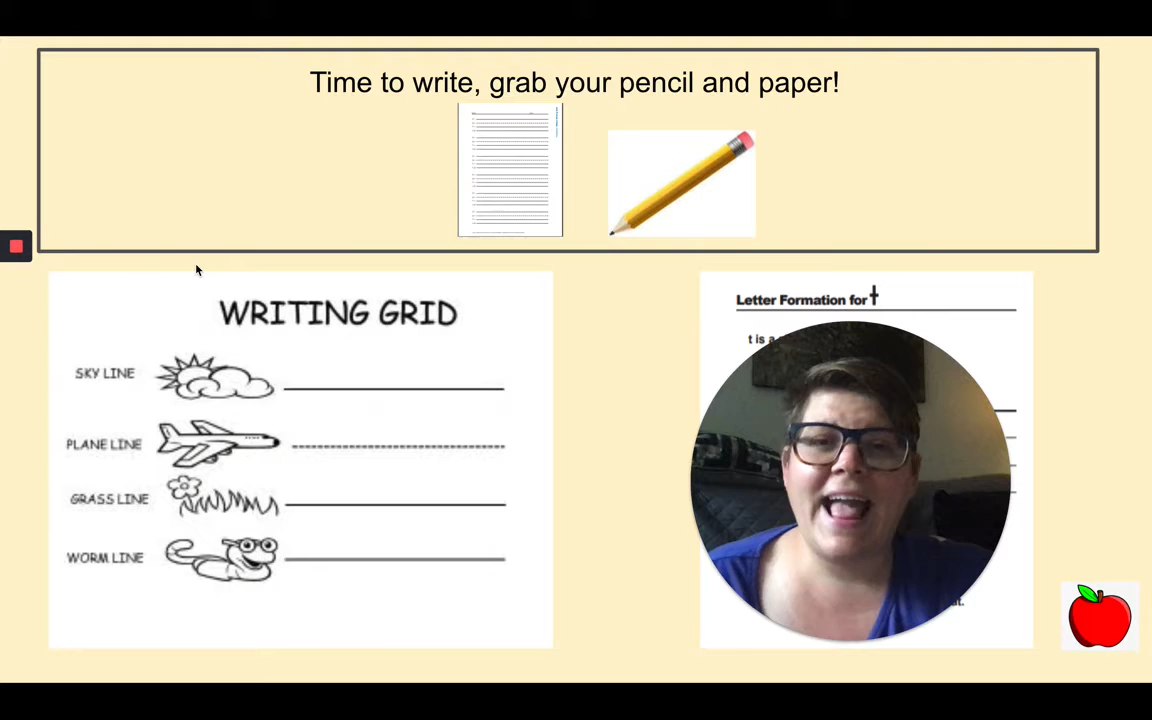 Time to write, grab your pencil and paper!
WRITING GRID
SKY LINE
PLANE LINE
GRASS LINE
WORM LINE
Letter Formation for t
t is a